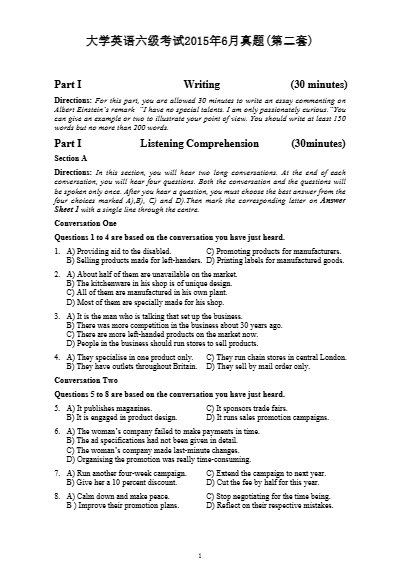 大学英语六级考试2015年6月真题(第二套)
Part I Writing (30 minutes)
Directions: For this part, you are allowed 30 minutes to write an essay commenting on
Albert Einstein's remark "I have no special talents. I am only passionately curious." You
can give an example or two to illustrate your point of view. You should write at least 150
words but no more than 200 words.
Part I Listening Comprehension (30minutes)
Section A
Directions: In this section, you will hear two long conversations. At the end of each
conversation, you will hear four questions. Both the conversation and the questions will
be spoken only once. After you hear a question, you must choose the best answer from the
four choices marked A),B), C) and D).Then mark the corresponding letter on Answer
Sheet 1 with a single line through the centre.
Conversation One
Questions 1 to 4 are based on the conversation you have just heard.
1. A) Providing aid to the disabled. C) Promoting products for manufacturers.
B) Selling products made for left-handers. D) Printing labels for manufactured goods.
2. A) About half of them are unavailable on the market.
B) The kitchenware in his shop is of unique design.
C) All of them are manufactured in his own plant.
D) Most of them are specially made for his shop.
3. A) It is the man who is talking that set up the business.
B) There was more competition in the business about 30 years ago.
C) There are more left-handed products on the market now.
D) People in the business should run stores to sell products.
4. A) They specialise in one product only. C) They run chain stores in central London.
B) They have outlets throughout Britain. D) They sell by mail order only.
Conversation Two
Questions 5 to 8 are based on the conversation you have just heard.
5. A) It publishes magazines. C) It sponsors trade fairs.
B) It is engaged in product design. D) It runs sales promotion campaigns.
6. A) The woman's company failed to make payments in time.
B) The ad specifications had not been given in detail.
C) The woman's company made last-minute changes.
D) Organising the promotion was really time-consuming.
7. A) Run another four-week campaign. C) Extend the campaign to next year.
B) Give her a 10 percent discount. D) Cut the fee by half for this year.
8. A) Calm down and make peace. C) Stop negotiating for the time being.
B ) Improve their promotion plans. D) Reflect on their respective mistakes.
1